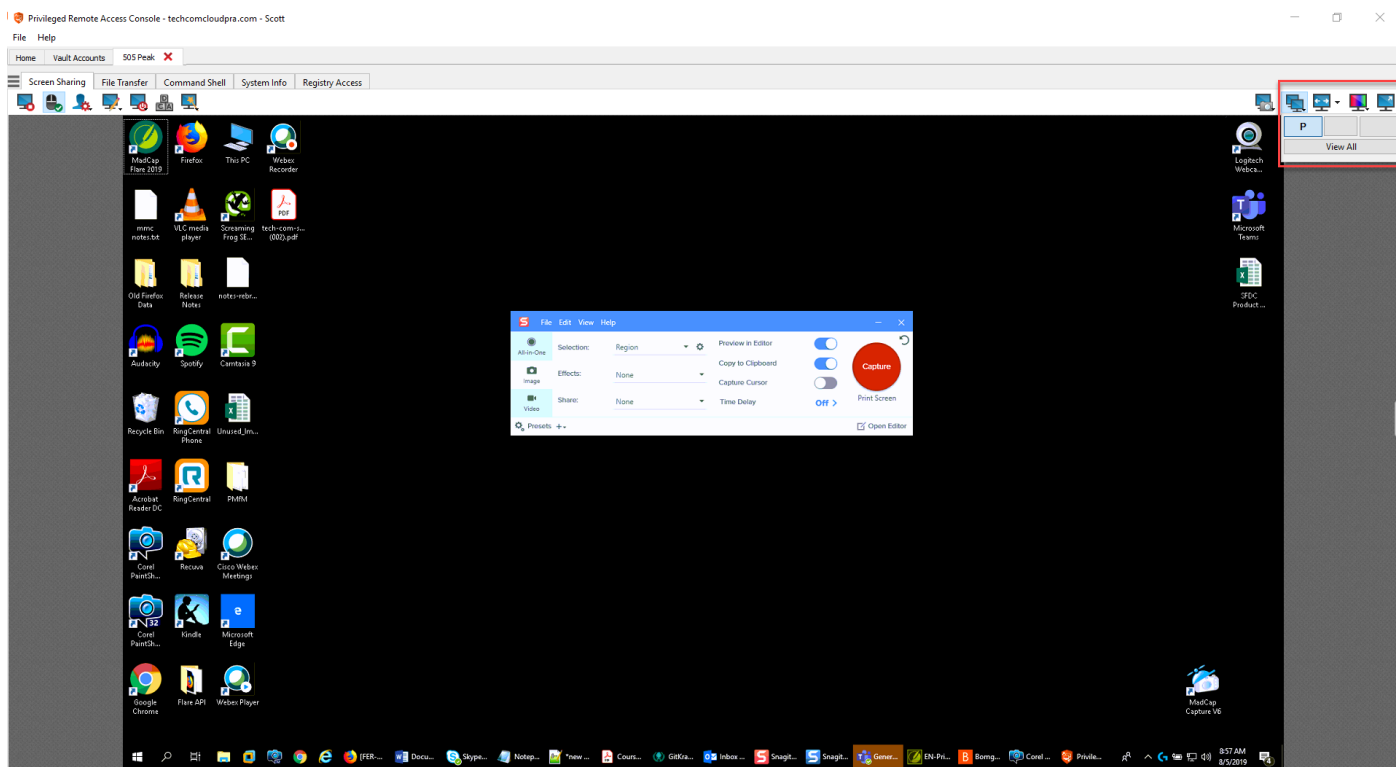 Privileged Remote Access Console - techcomcloudpra.com - Scott
File Help
Home Vault Accounts 505 Peak
Screen Sharing File Transfer Command Shell System Info Registry Access
P
View All
MadCap
Flare 2019
Firefox
This PC
Webex
Recorder
Logitech
Webca...
mmc
notes.txt
VLC media
player
Screaming
Frog SE...
PDF
tech-com-s...
(002).pdf
Microsoft
Teams
Old Firefox
Data
Release
Notes
notes-rebr...
SFDC
Product ...
File Edit View Help
All-in-One
Image
Video
Selection: Region
Effects: None
Share: None
Preview in Editor
Copy to Clipboard
Capture Cursor
Time Delay Off >
Capture
Print Screen
Presets
Open Editor
Audacity
Spotify
Camtasia 9
Recycle Bin
RingCentral
Phone
Unused_Im...
Acrobat
Reader DC
RingCentral
PMfM
Corel
PaintSh...
Recuva
Cisco Webex
Meetings
32
Corel
PaintSh...
Kindle
Microsoft
Edge
Google
Chrome
Flare API
Webex Player
MadCap
Capture V6
(FER-... Docu... Skype... Notep... *new ... Cours... GitKra... Inbox ... Snagit... Snagit... Gener... EN-Pri... Bomg... Corel ... Privile...
8:57 AM
8/5/2019